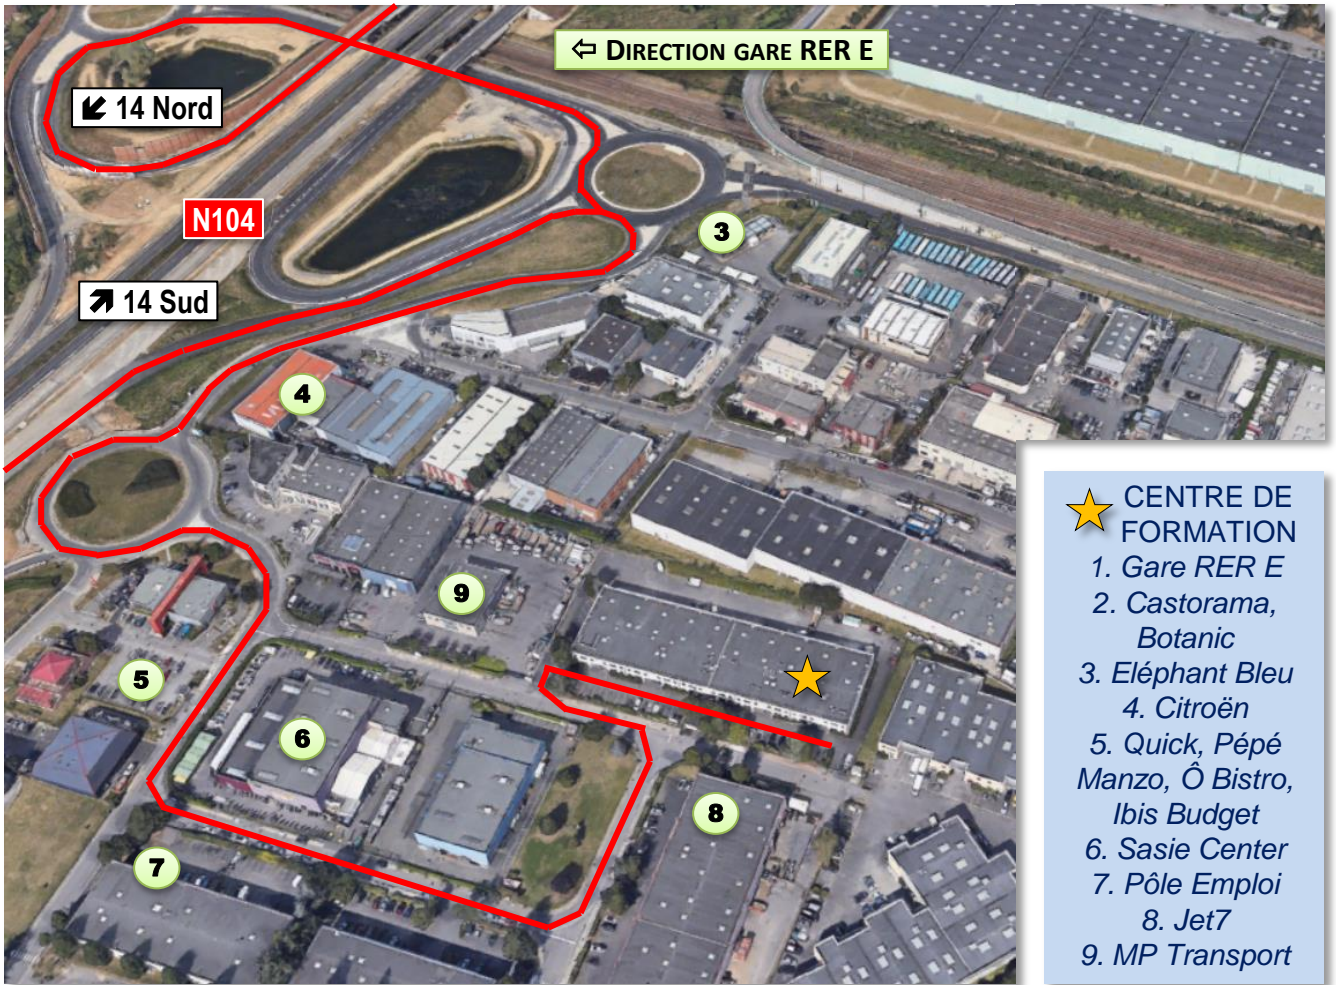 ⇦ DIRECTION GARE RER E
↙ 14 Nord
N104
↗ 14 Sud
3
4
9
5
6
7
8
CENTRE DE
FORMATION
1. Gare RER E
2. Castorama,
Botanic
3. Eléphant Bleu
4. Citroën
5. Quick, Pépé
Manzo, Ô Bistro,
Ibis Budget
6. Sasie Center
7. Pôle Emploi
8. Jet7
9. MP Transport